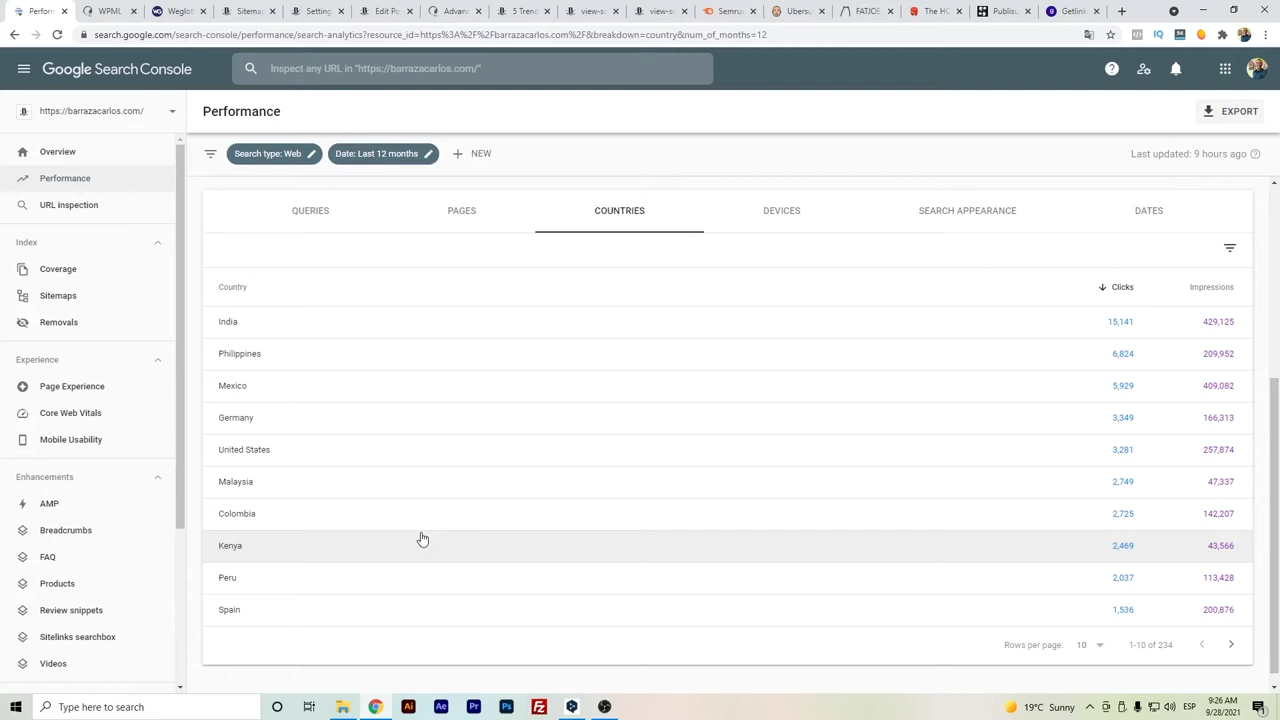 Perform
WPML
Weglot
Sitemap
Setting
Edit Po
Advanc
5 Trend
view-so
view-so
Semrus
Ubersu
FATJOE
The HO
Publisu
Getlink
search.google.com/search-console/performance/search-analytics?resource_id=https%3A%2F%2Fbarrazacarlos.com%2F&breakdown=country&num_of_months=12
Google Search Console
Inspect any URL in "https://barrazacarlos.com/"
https://barrazacarlos.com/
Performance
EXPORT
Search type: Web
Date: Last 12 months
NEW
Last updated: 9 hours ago
Overview
Performance
URL inspection
Index
Coverage
Sitemaps
Removals
Experience
Page Experience
Core Web Vitals
Mobile Usability
Enhancements
AMP
Breadcrumbs
FAQ
Products
Review snippets
Sitelinks searchbox
Videos
QUERIES PAGES COUNTRIES DEVICES SEARCH APPEARANCE DATES
Country Clicks Impressions
India 15,141 429,125
Philippines 6,824 209,952
Mexico 5,929 409,082
Germany 3,349 166,313
United States 3,281 257,874
Malaysia 2,749 47,337
Colombia 2,725 142,207
Kenya 2,469 43,566
Peru 2,037 113,428
Spain 1,536 200,876
Rows per page: 10 1-10 of 234
Type here to search
Ai
Ae
Pr
Ps
Fz
19°C Sunny
ESP
9:26 AM
9/28/2021